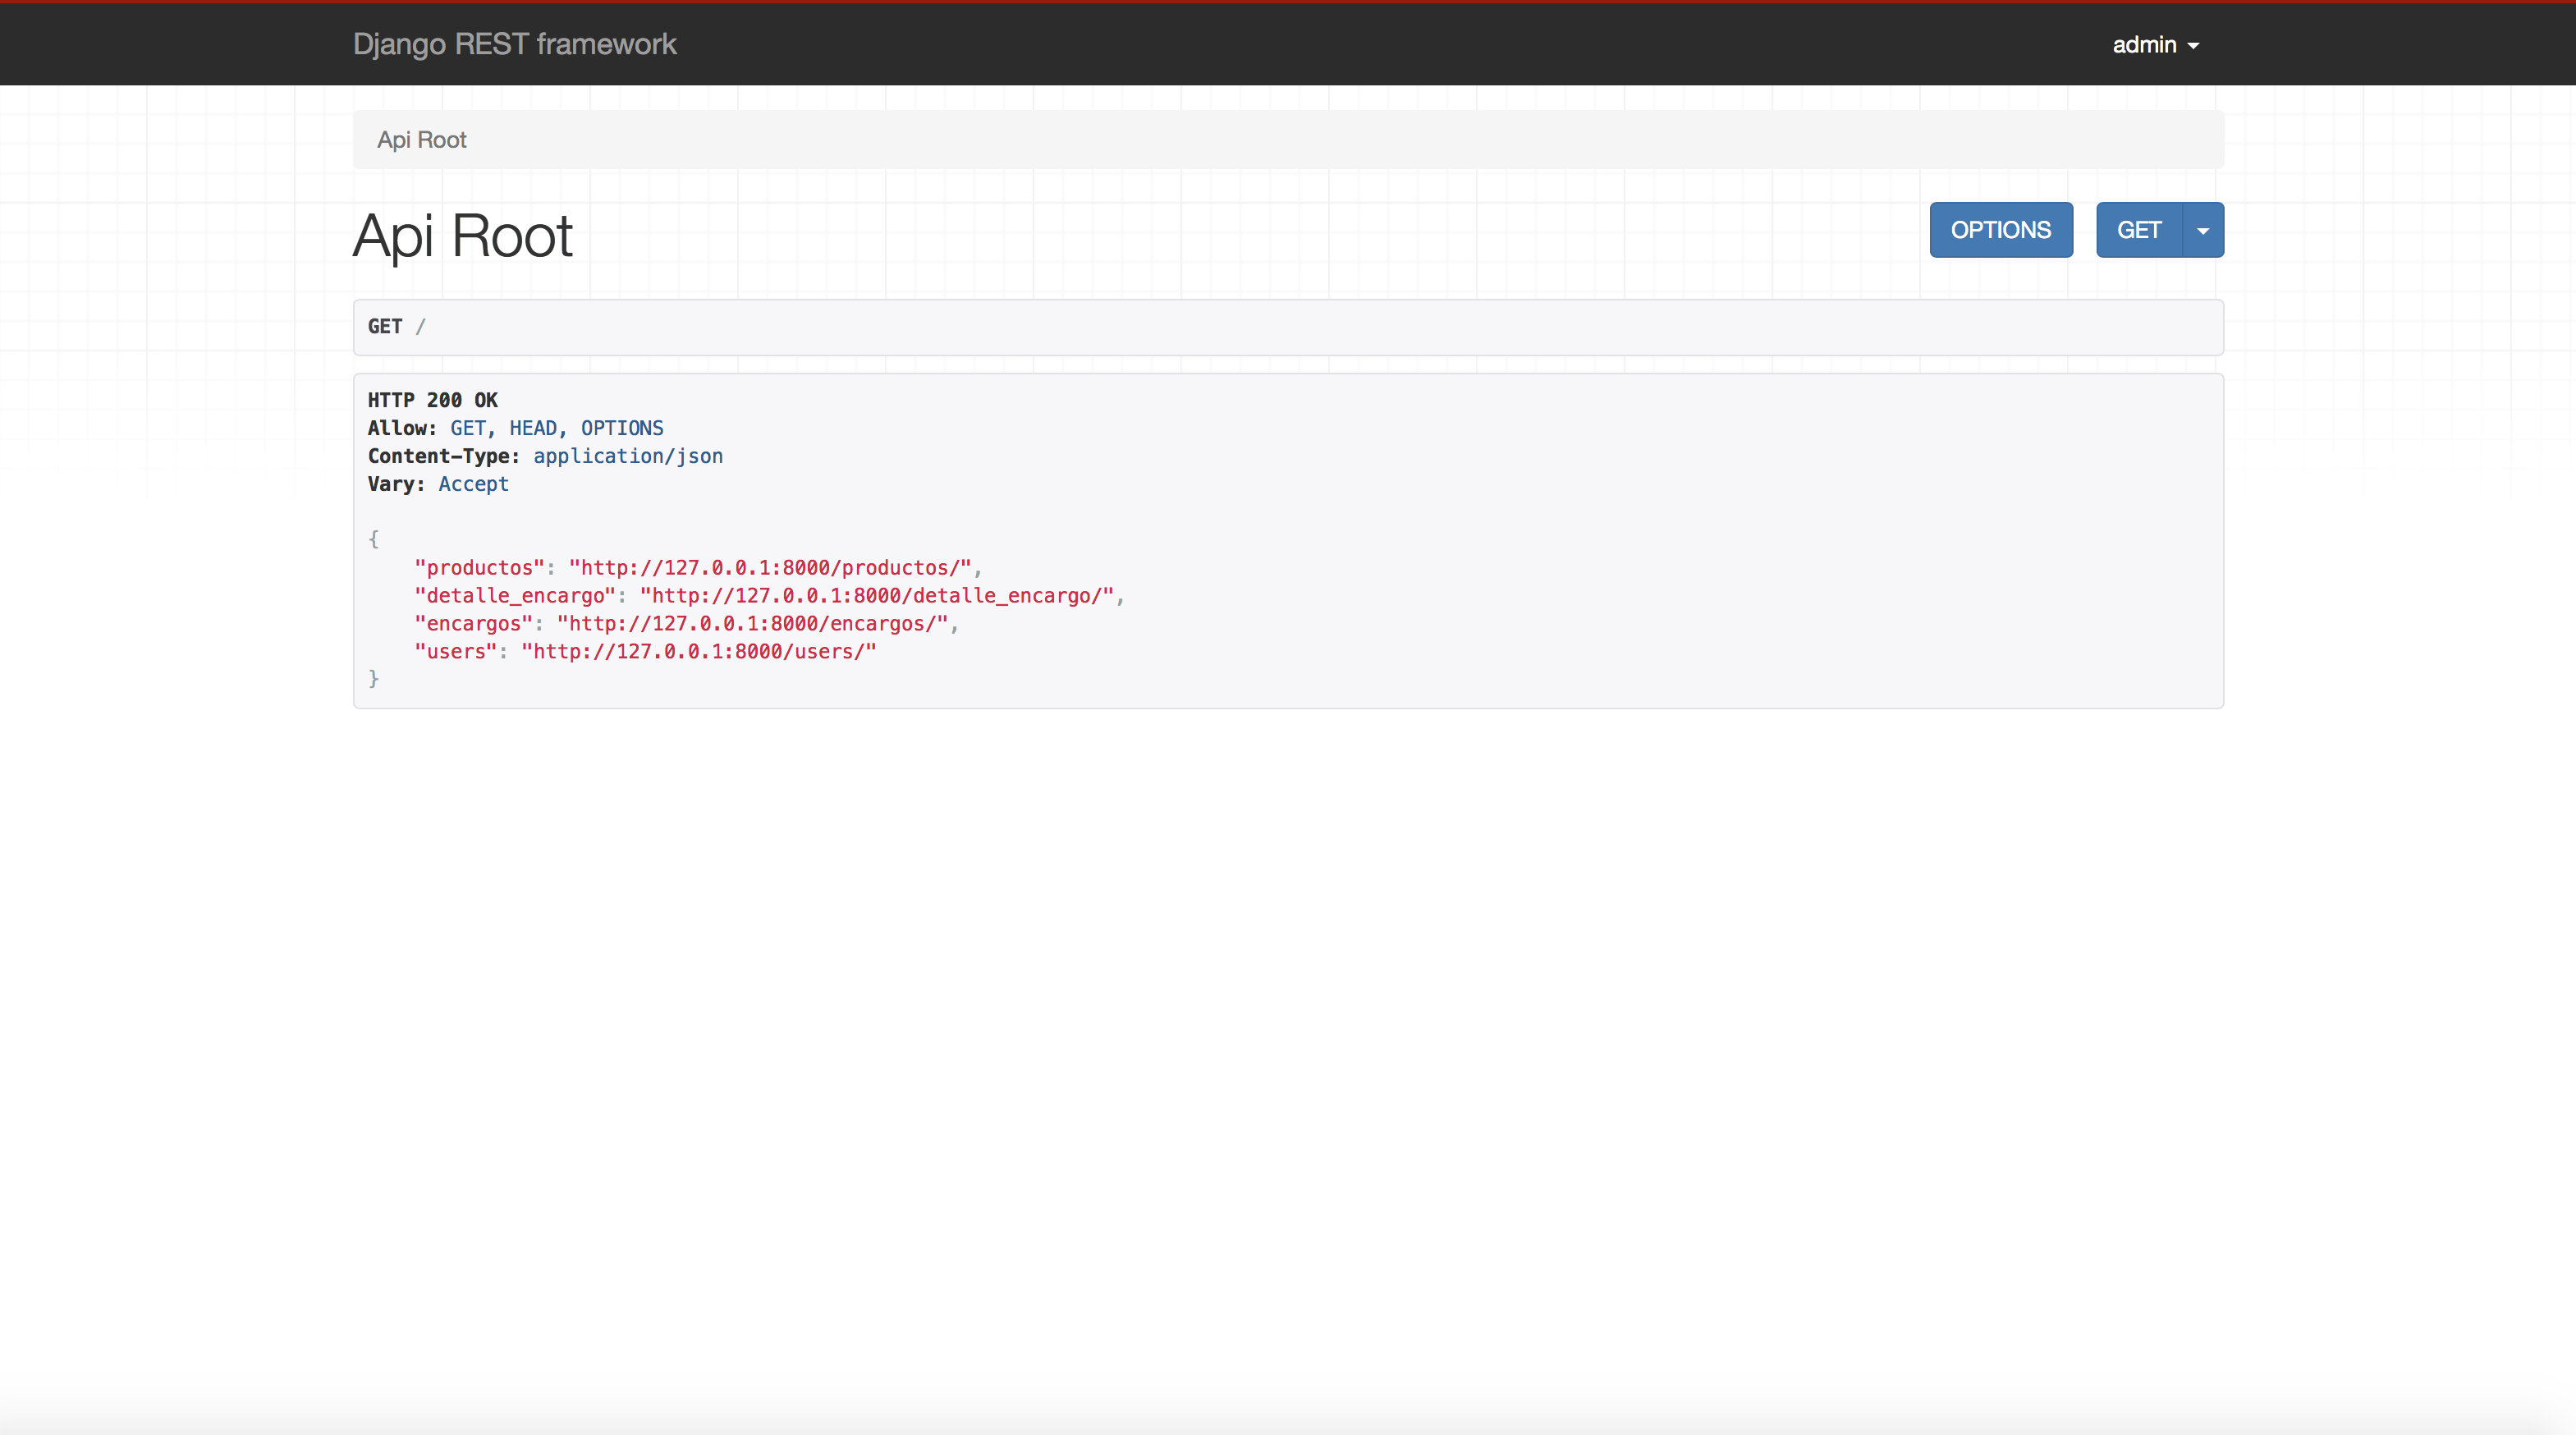 Django REST framework
admin
Api Root
Api Root
OPTIONS
GET
GET /
HTTP 200 OK
Allow: GET, HEAD, OPTIONS
Content-Type: application/json
Vary: Accept
{
    "productos": "http://127.0.0.1:8000/productos/",
    "detalle_encargo": "http://127.0.0.1:8000/detalle_encargo/",
    "encargos": "http://127.0.0.1:8000/encargos/",
    "users": "http://127.0.0.1:8000/users/"
}